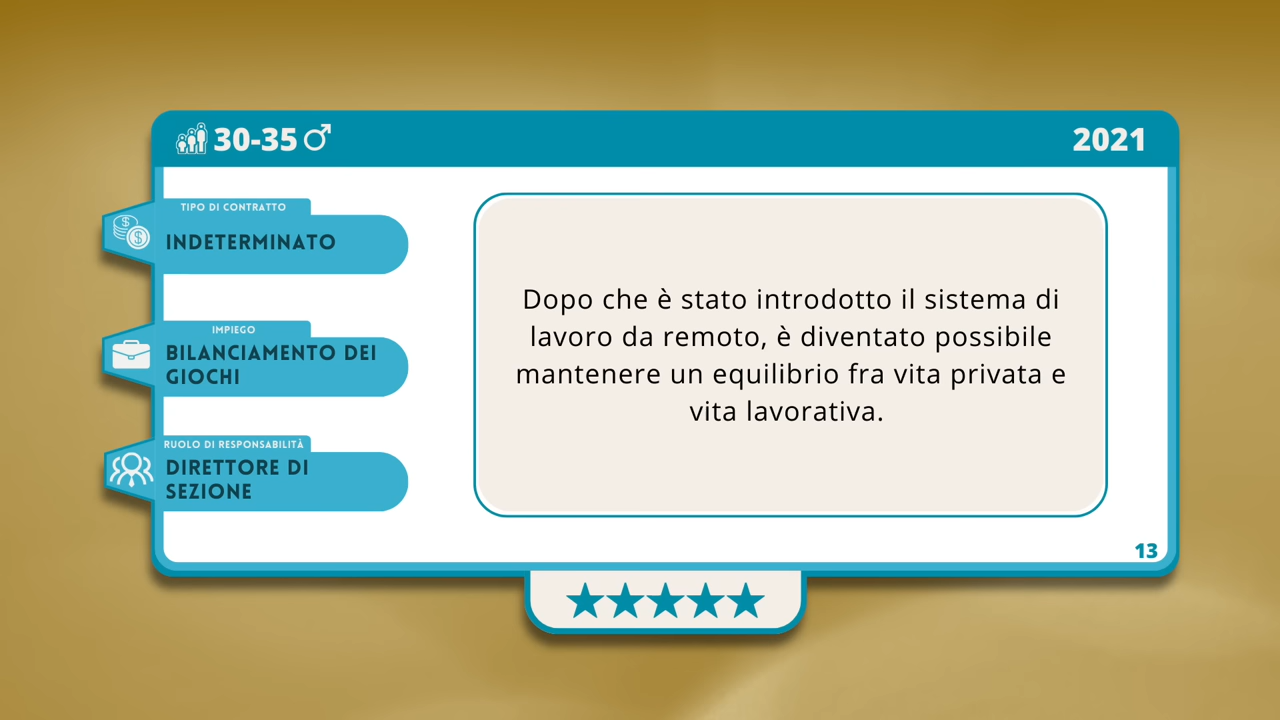 30-35 ♂
2021
TIPO DI CONTRATTO
INDETERMINATO
IMPIEGO
BILANCIAMENTO DEI
GIOCHI
RUOLO DI RESPONSABILITÀ
DIRETTORE DI
SEZIONE
Dopo che è stato introdotto il sistema di
lavoro da remoto, è diventato possibile
mantenere un equilibrio fra vita privata e
vita lavorativa.
13